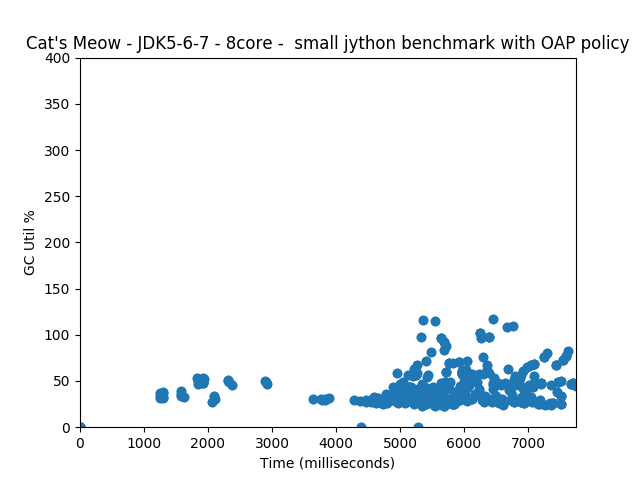 Cat's Meow - JDK5-6-7 - 8core -  small jython benchmark with OAP policy
400
350
300
250
200
150
100
50
0
GC Util %
0 1000 2000 3000 4000 5000 6000 7000
Time (milliseconds)